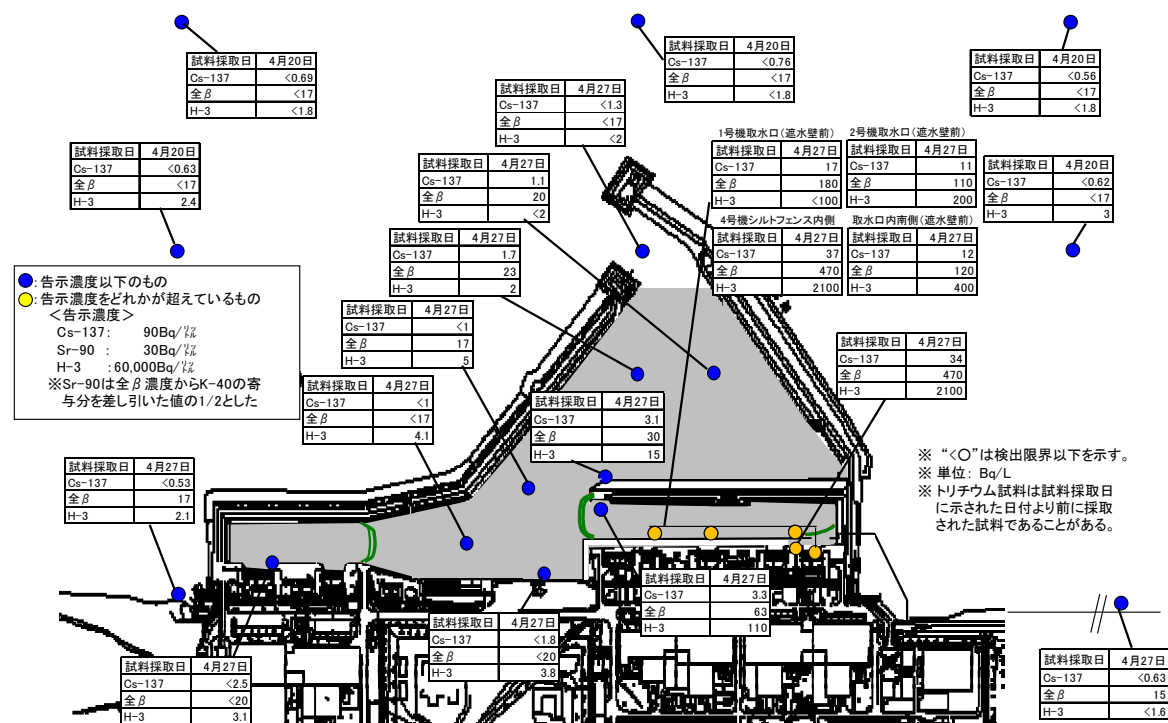 試料採取日 4月20日
Cs-137 <0.69
全β <17
H-3 <1.8
試料採取日 4月20日
Cs-137 <0.76
全β <17
H-3 <1.8
試料採取日 4月20日
Cs-137 <0.56
全β <17
H-3 <1.8
試料採取日 4月27日
Cs-137 <1.3
全β <17
H-3 <2
試料採取日 4月20日
Cs-137 <0.63
全β <17
H-3 2.4
試料採取日 4月27日
Cs-137 1.1
全β 20
H-3 <2
1号機取水口(遮水壁前)
試料採取日 4月27日
Cs-137 17
全β 180
H-3 <100
2号機取水口(遮水壁前)
試料採取日 4月27日
Cs-137 11
全β 110
H-3 200
試料採取日 4月20日
Cs-137 <0.62
全β <17
H-3 3
4号機シルトフェンス内側
試料採取日 4月27日
Cs-137 37
全β 470
H-3 2100
取水口内南側(遮水壁前)
試料採取日 4月27日
Cs-137 12
全β 120
H-3 400
試料採取日 4月27日
Cs-137 1.7
全β 23
H-3 2
:告示濃度以下のもの
:告示濃度をどれかが超えているもの
<告示濃度>
Cs-137: 90Bq/㍑
Sr-90 : 30Bq/㍑
H-3 :60,000Bq/㍑
※Sr-90は全β濃度からK-40の寄
与分を差し引いた値の1/2とした
試料採取日 4月27日
Cs-137 <1
全β 17
H-3 5
試料採取日 4月27日
Cs-137 34
全β 470
H-3 2100
試料採取日 4月27日
Cs-137 <1
全β <17
H-3 4.1
試料採取日 4月27日
Cs-137 3.1
全β 30
H-3 15
※ “<○”は検出限界以下を示す。
※ 単位: Bq/L
※ トリチウム試料は試料採取日
に示された日付より前に採取
された試料であることがある。
試料採取日 4月27日
Cs-137 <0.53
全β 17
H-3 2.1
試料採取日 4月27日
Cs-137 3.3
全β 63
H-3 110
試料採取日 4月27日
Cs-137 <1.8
全β <20
H-3 3.8
試料採取日 4月27日
Cs-137 <2.5
全β <20
H-3 3.1
試料採取日 4月27日
Cs-137 <0.63
全β 15
H-3 <1.6